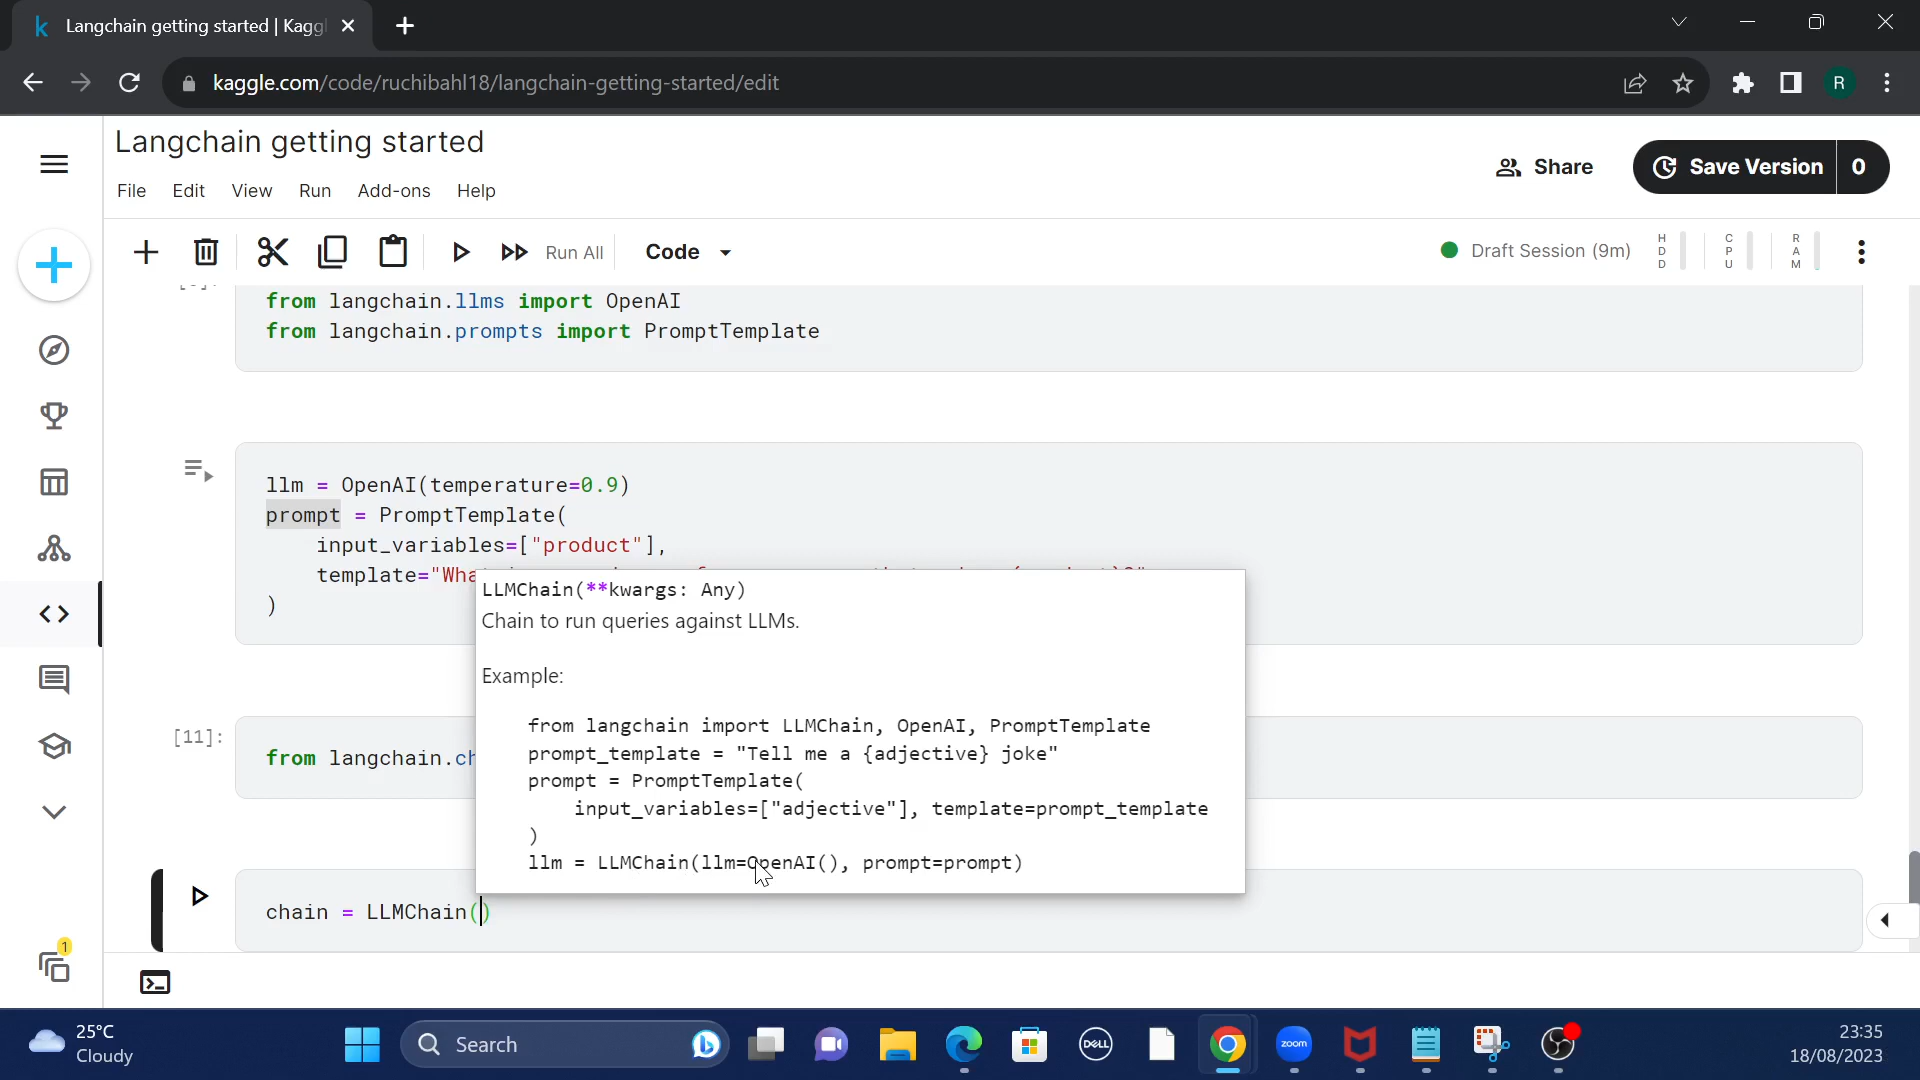 Langchain getting started | Kagg
kaggle.com/code/ruchibahl18/langchain-getting-started/edit
R
Langchain getting started
File Edit View Run Add-ons Help
Share
Save Version 0
Run All
Code
Draft Session (9m)
HDD
CPU
RAM
from langchain.llms import OpenAI
from langchain.prompts import PromptTemplate
llm = OpenAI(temperature=0.9)
prompt = PromptTemplate(
input_variables=["product"],
template="What
)
LLMChain(**kwargs: Any)
Chain to run queries against LLMs.
Example:
from langchain import LLMChain, OpenAI, PromptTemplate
prompt_template = "Tell me a {adjective} joke"
prompt = PromptTemplate(
input_variables=["adjective"], template=prompt_template
)
llm = LLMChain(llm=OpenAI(), prompt=prompt)
[11]:
from langchain.ch
chain = LLMChain()
1
25°C
Cloudy
Search
DELL
zoom
23:35
18/08/2023